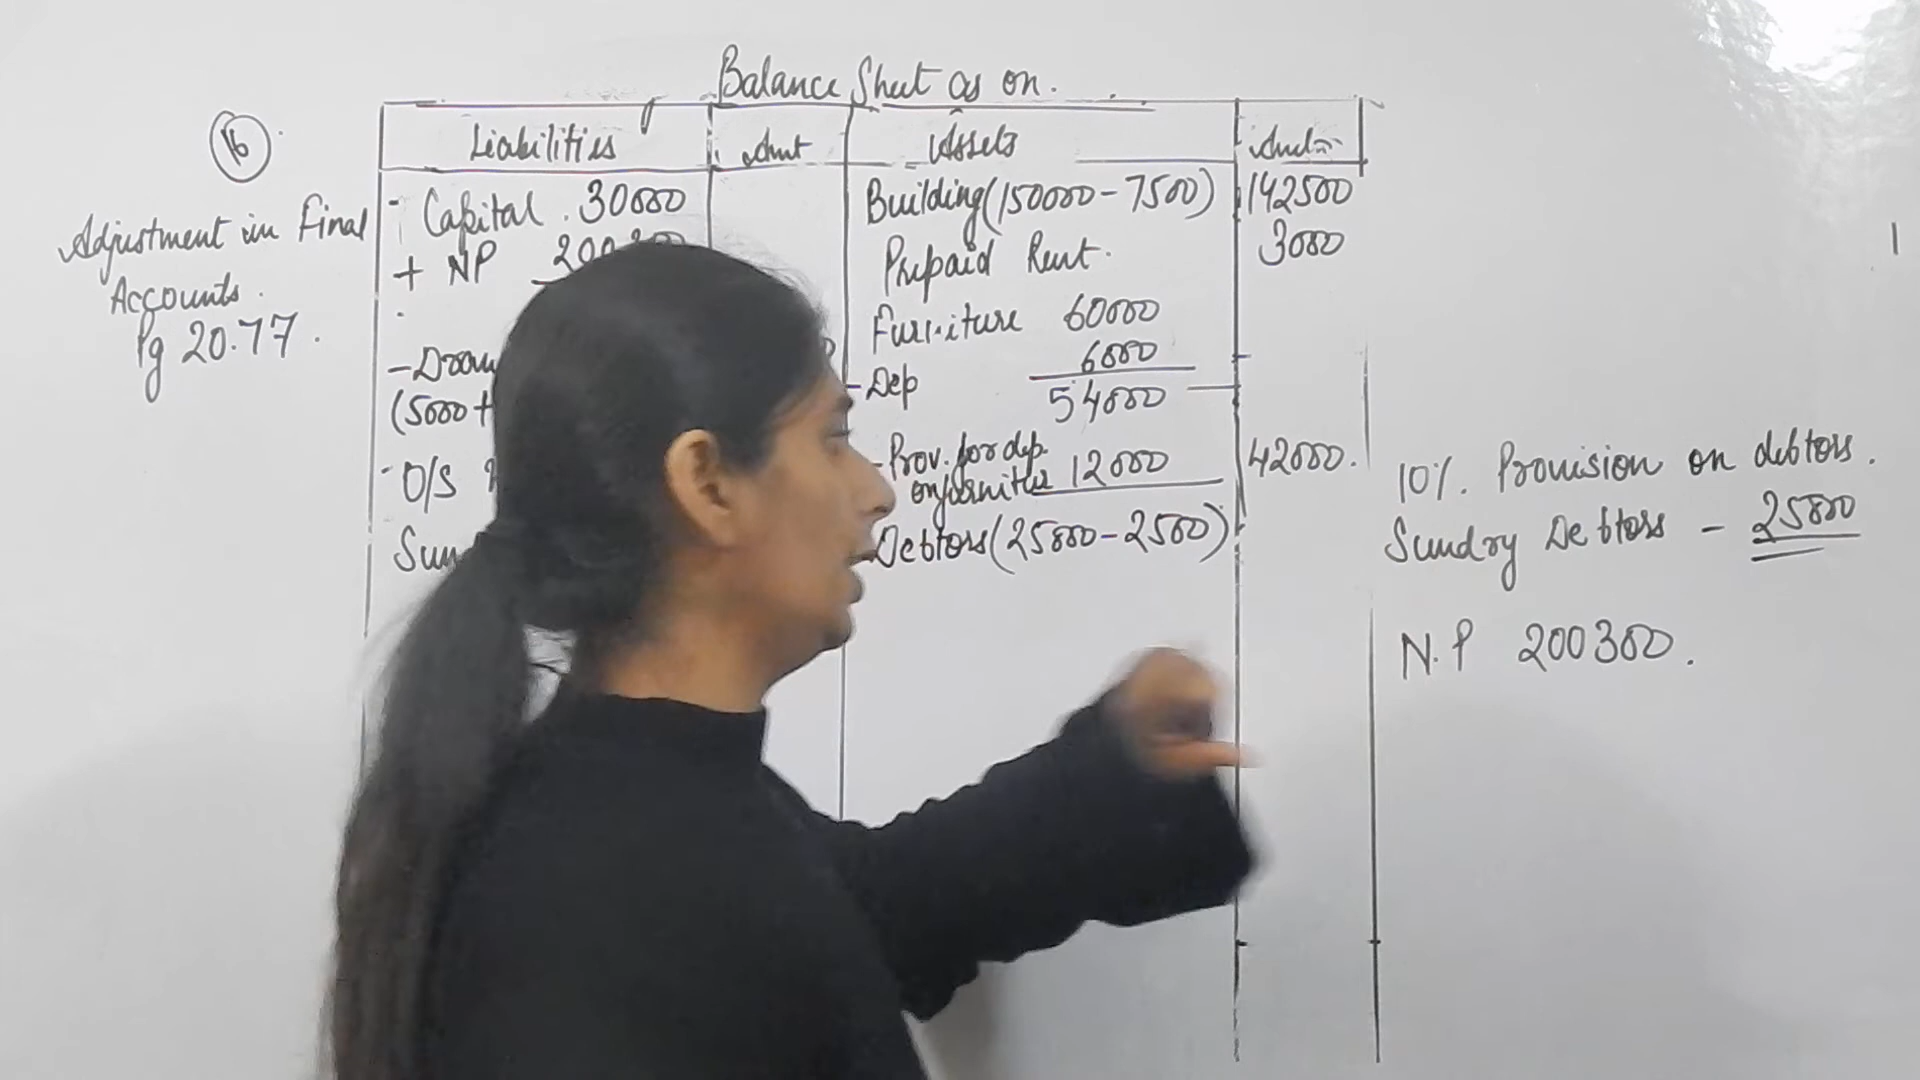 Balance Sheet as on.
16
Adjustment in Final
Accounts.
Pg 20.77.
Liabilities Amt Assets Amt
Capital. 30000
+ NP
- 
(5000 +
O/S
Building (150000 - 7500) 142500
Prepaid Rent. 3000
Furniture 60000
- Dep 6000
54000
- Prov. for dep.
on furniture 12000 42000.
Debtors (25000 - 2500)
10% Provision on debtors.
Sundry Debtors - 25000
N.P 200300.
1